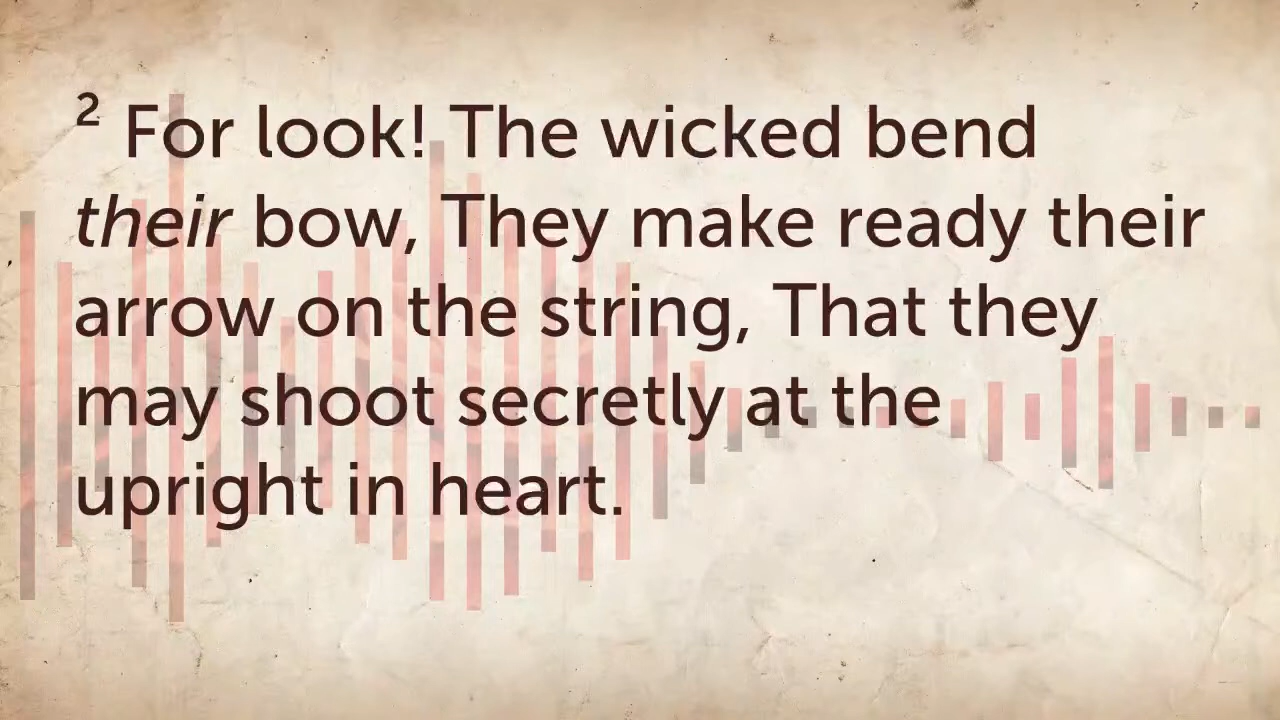 ² For look! The wicked bend
their bow, They make ready their
arrow on the string, That they
may shoot secretly at the
upright in heart.